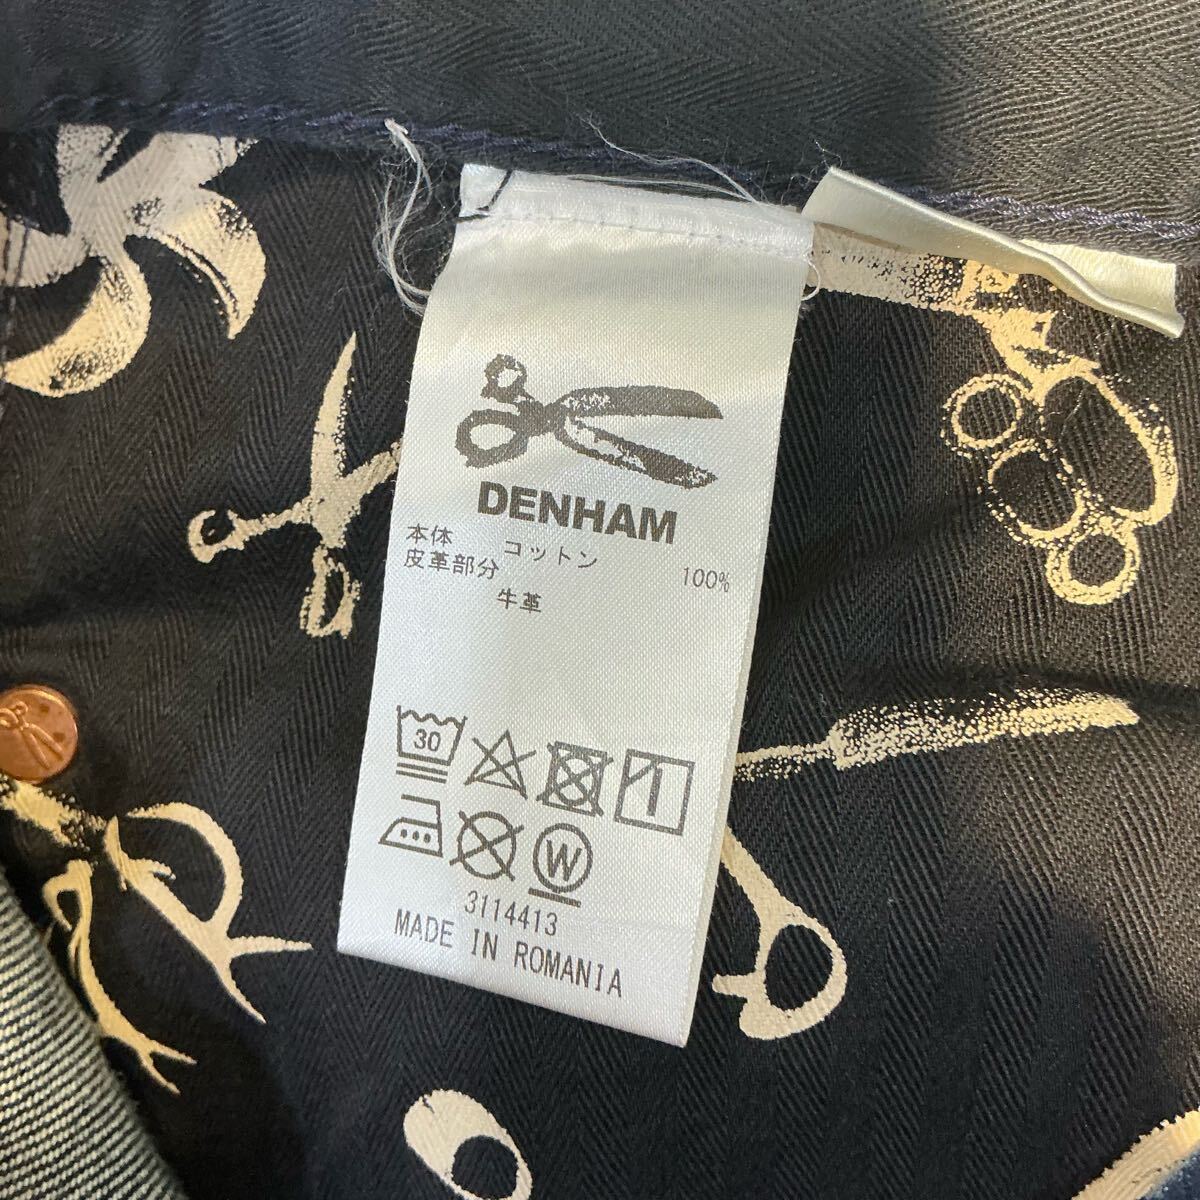 DENHAM
本体 コットン 100%
皮革部分
牛革
30
W
3114413
MADE IN ROMANIA